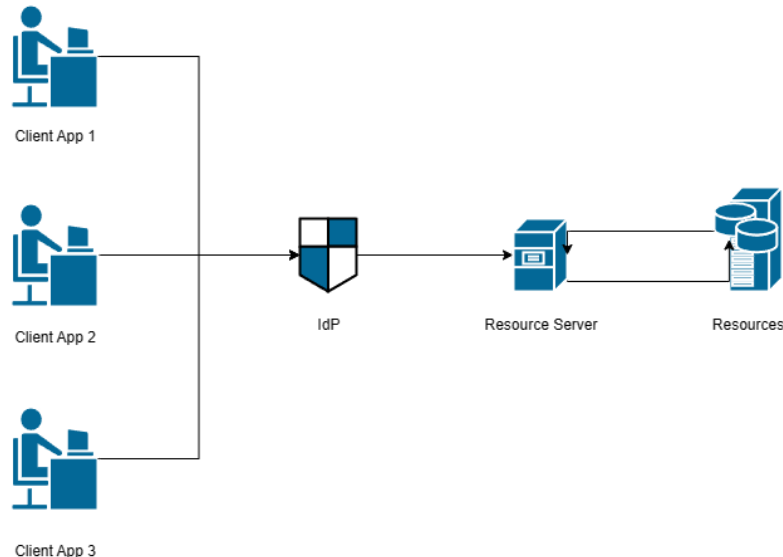 Client App 1
Client App 2
IdP
Resource Server
Resources
Client App 3